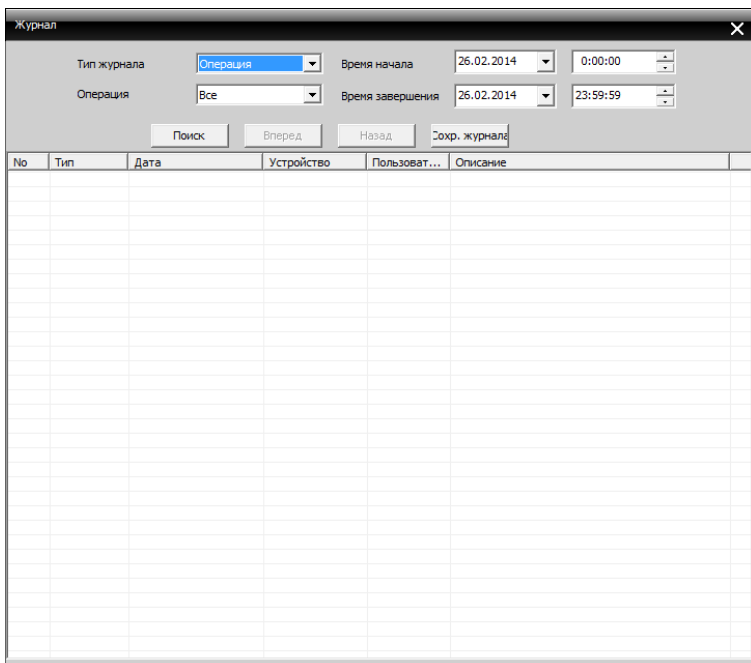 Журнал
Тип журнала Операция Время начала 26.02.2014 0:00:00
Операция Все Время завершения 26.02.2014 23:59:59
Поиск Вперед Назад Сохр. журнала
No Тип Дата Устройство Пользоват... Описание